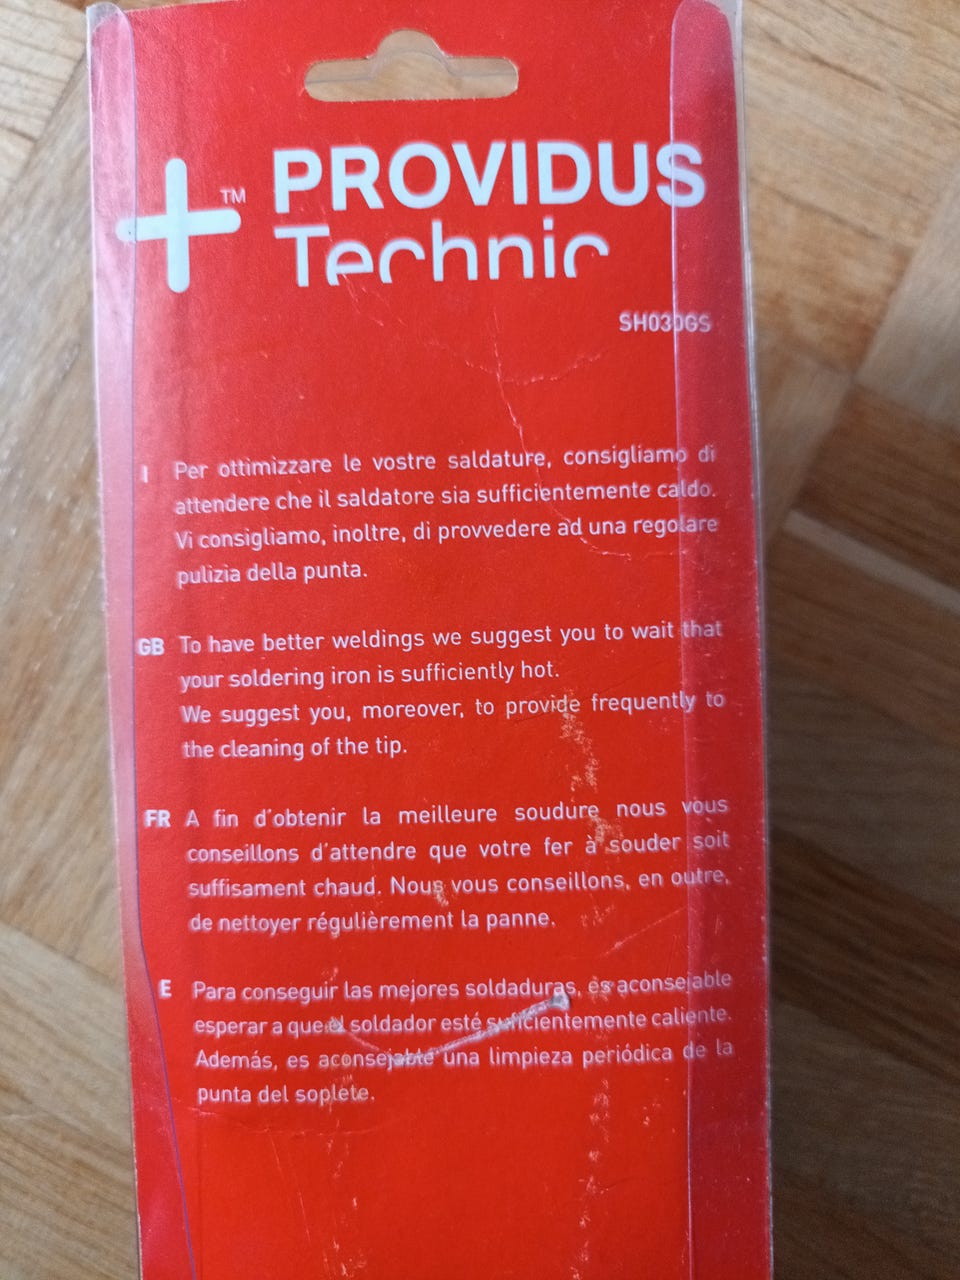 TM
PROVIDUS
Technic
SH030GS
I Per ottimizzare le vostre saldature, consigliamo di
attendere che il saldatore sia sufficientemente caldo.
Vi consigliamo, inoltre, di provvedere ad una regolare
pulizia della punta.
GB To have better weldings we suggest you to wait that
your soldering iron is sufficiently hot.
We suggest you, moreover, to provide frequently to
the cleaning of the tip.
FR A fin d'obtenir la meilleure soudure nous vous
conseillons d'attendre que votre fer à souder soit
suffisament chaud. Nous vous conseillons, en outre,
de nettoyer régulièrement la panne.
E Para conseguir las mejores soldaduras, es aconsejable
esperar a que el soldador esté suficientemente caliente.
Además, es aconsejable una limpieza periódica de la
punta del soplete.